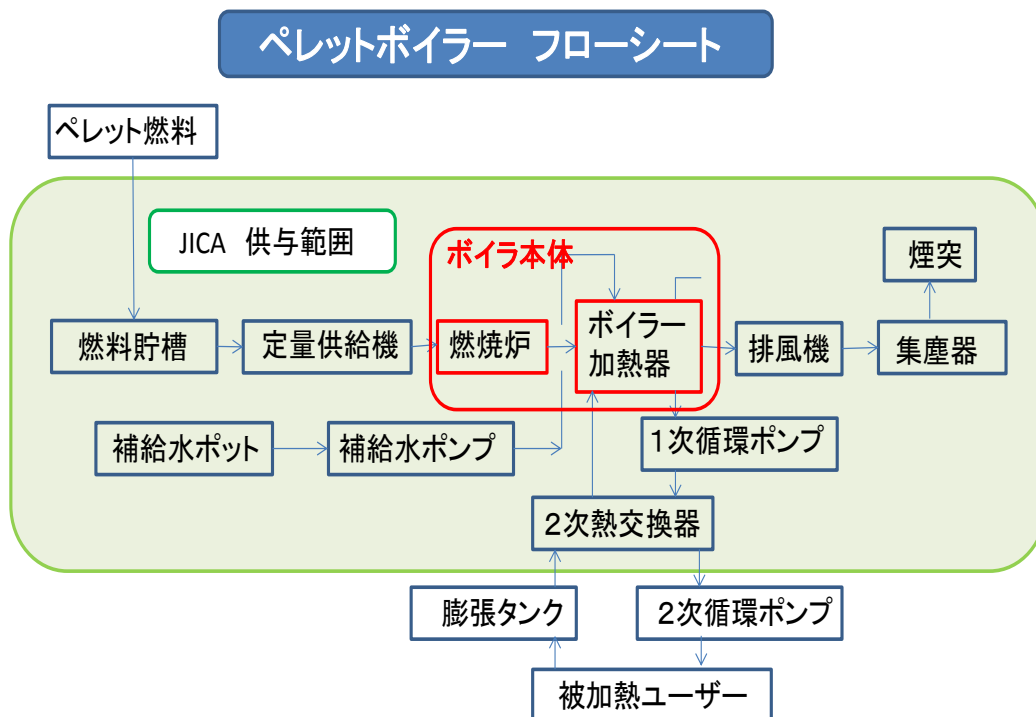 ペレットボイラー フローシート
ペレット燃料
JICA 供与範囲
ボイラ本体
煙突
燃料貯槽
定量供給機
燃焼炉
ボイラー
加熱器
排風機
集塵器
補給水ポット
補給水ポンプ
1次循環ポンプ
2次熱交換器
膨張タンク
2次循環ポンプ
被加熱ユーザー